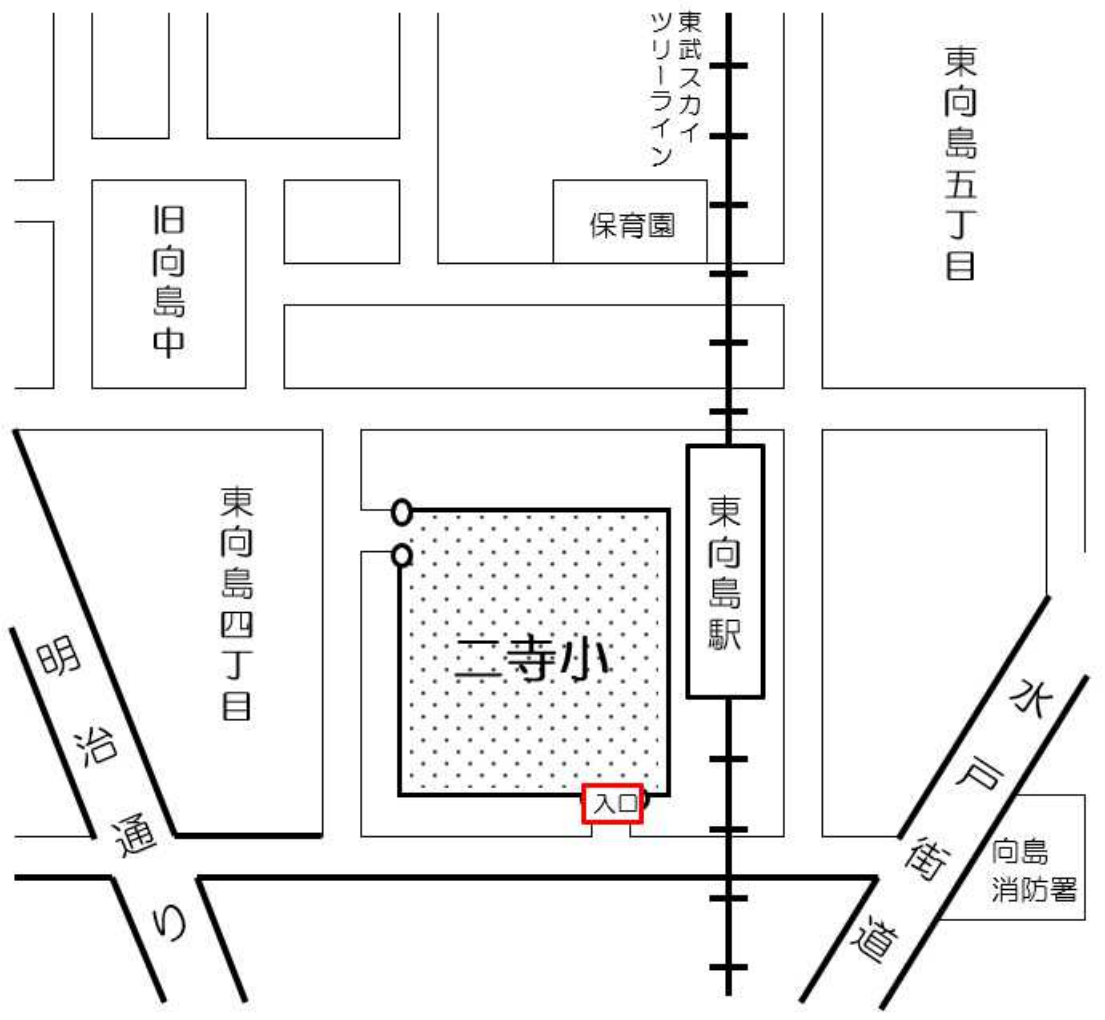 東武スカイ
ツリーライン
東向島五丁目
保育園
旧向島中
東向島四丁目
東向島駅
二寺小
明治通り
水戸街道
入口
向島
消防署